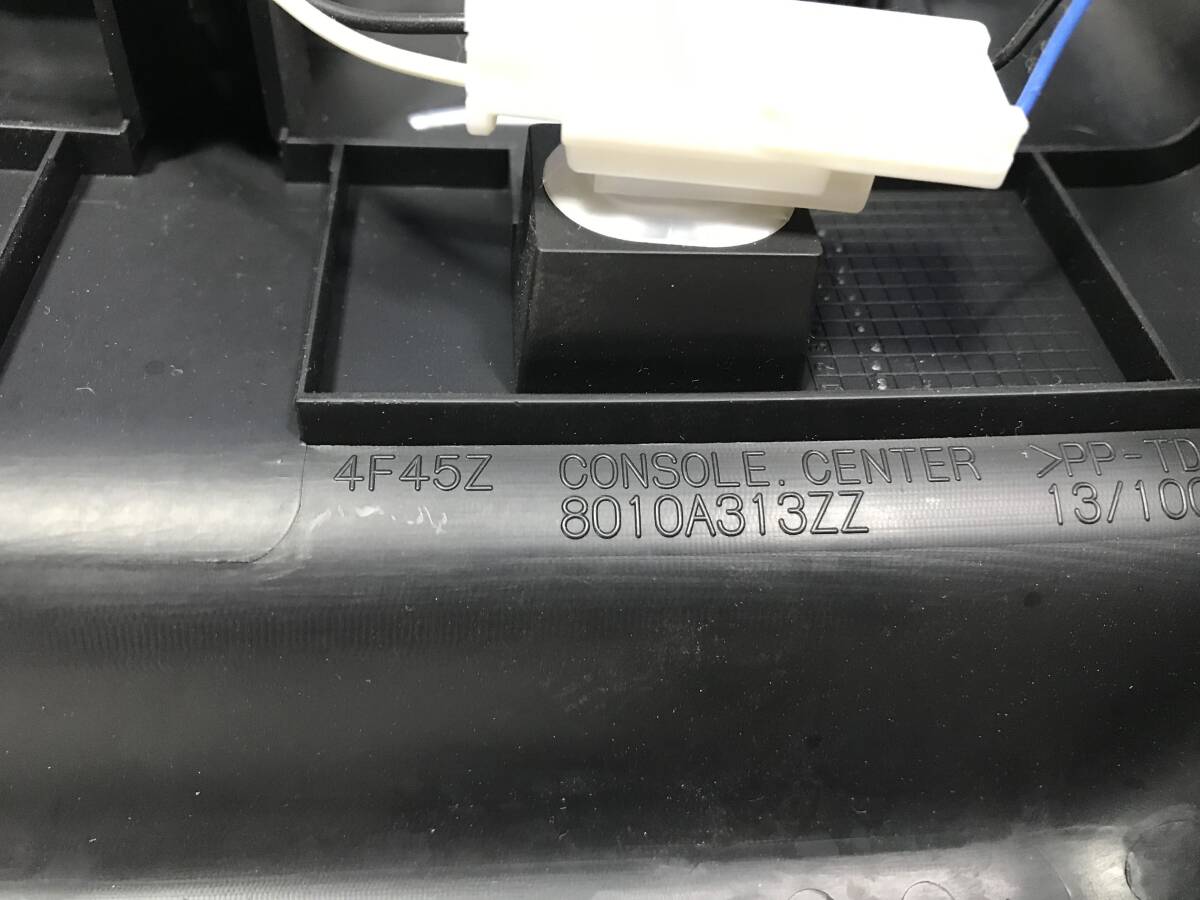 4F45Z CONSOLE. CENTER >PP-TD
8010A313ZZ 13/100